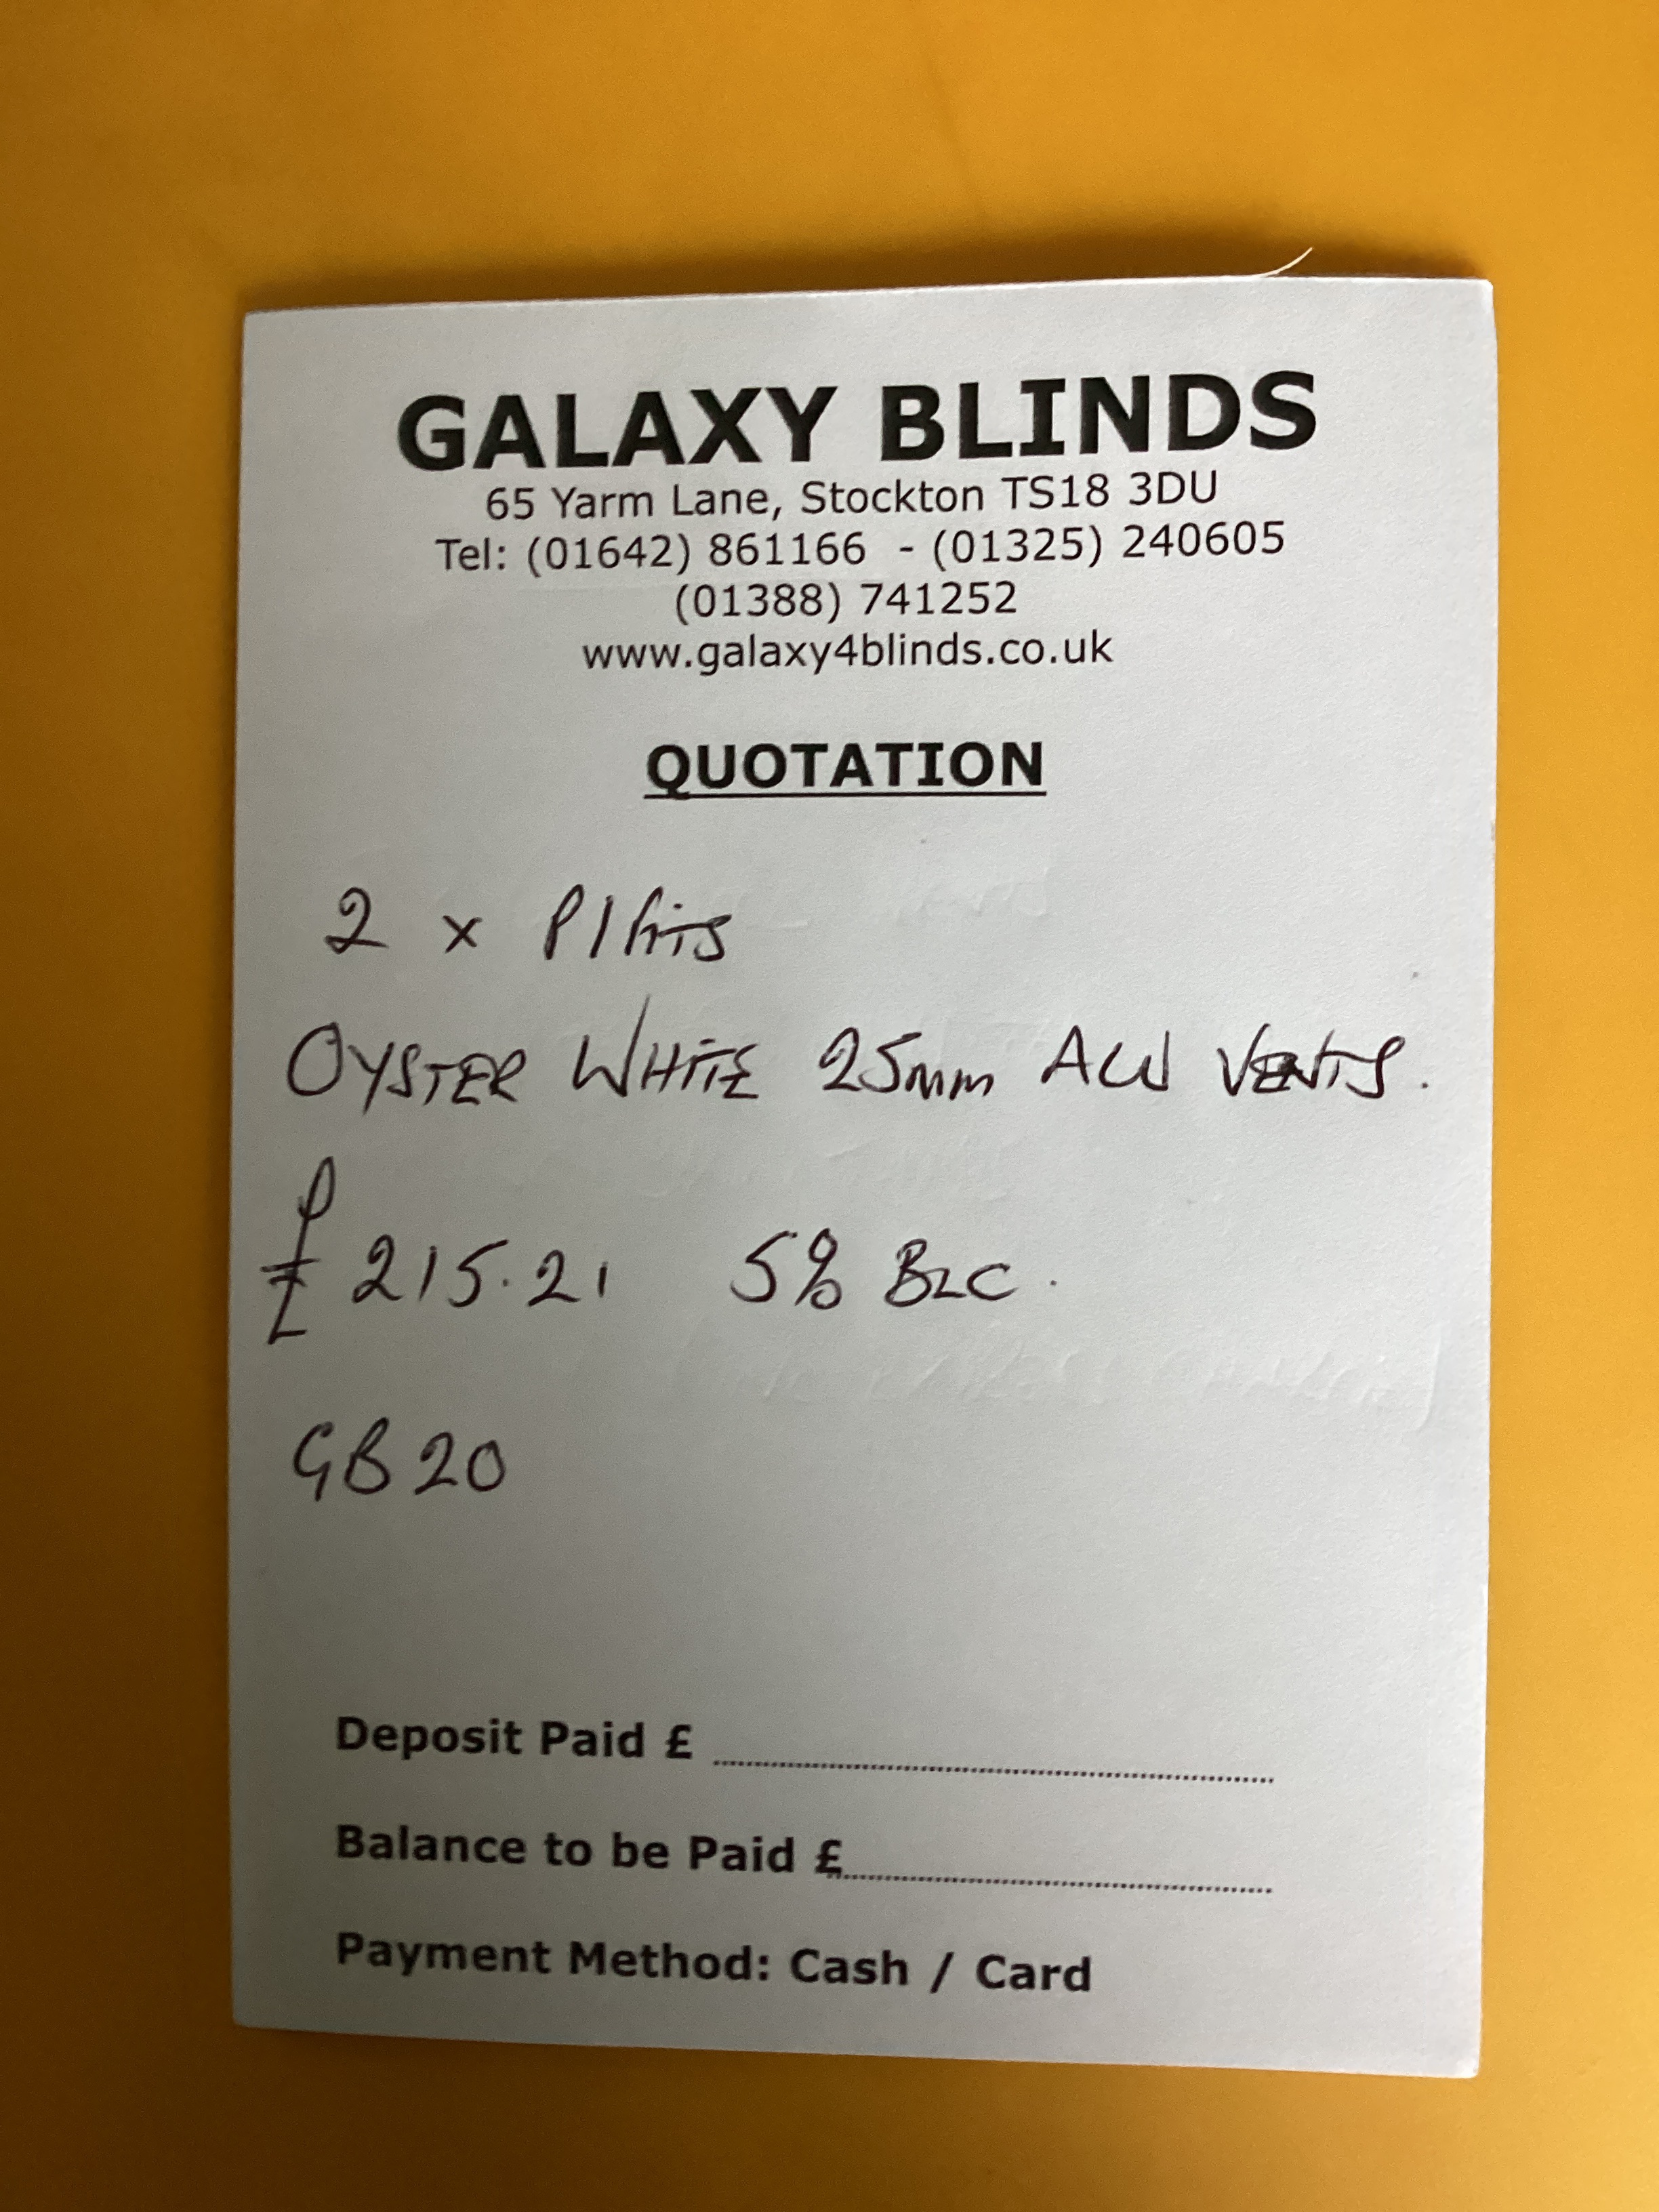 GALAXY BLINDS
65 Yarm Lane, Stockton TS18 3DU
Tel: (01642) 861166 - (01325) 240605
(01388) 741252
www.galaxy4blinds.co.uk
QUOTATION
2 x P/fits
OYSTER WHITE 25mm ALU VENTS.
£215.21 5% BLC.
GB20
Deposit Paid £
Balance to be Paid £
Payment Method: Cash / Card